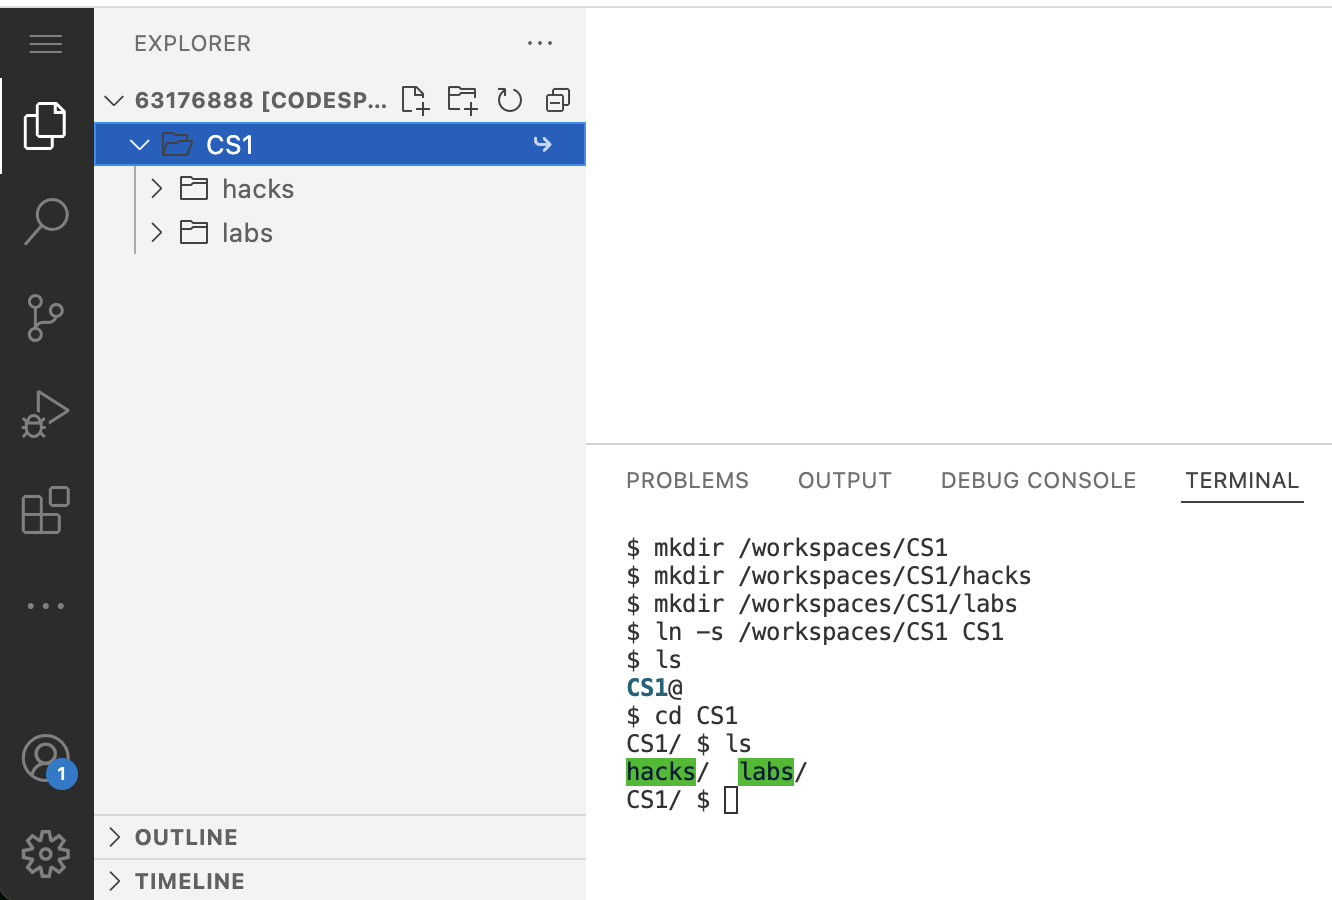 EXPLORER
63176888 [CODESP...
CS1
hacks
labs
OUTLINE
TIMELINE
1
PROBLEMS OUTPUT DEBUG CONSOLE TERMINAL
$ mkdir /workspaces/CS1
$ mkdir /workspaces/CS1/hacks
$ mkdir /workspaces/CS1/labs
$ ln -s /workspaces/CS1 CS1
$ ls
CS1@
$ cd CS1
CS1/ $ ls
hacks/ labs/
CS1/ $